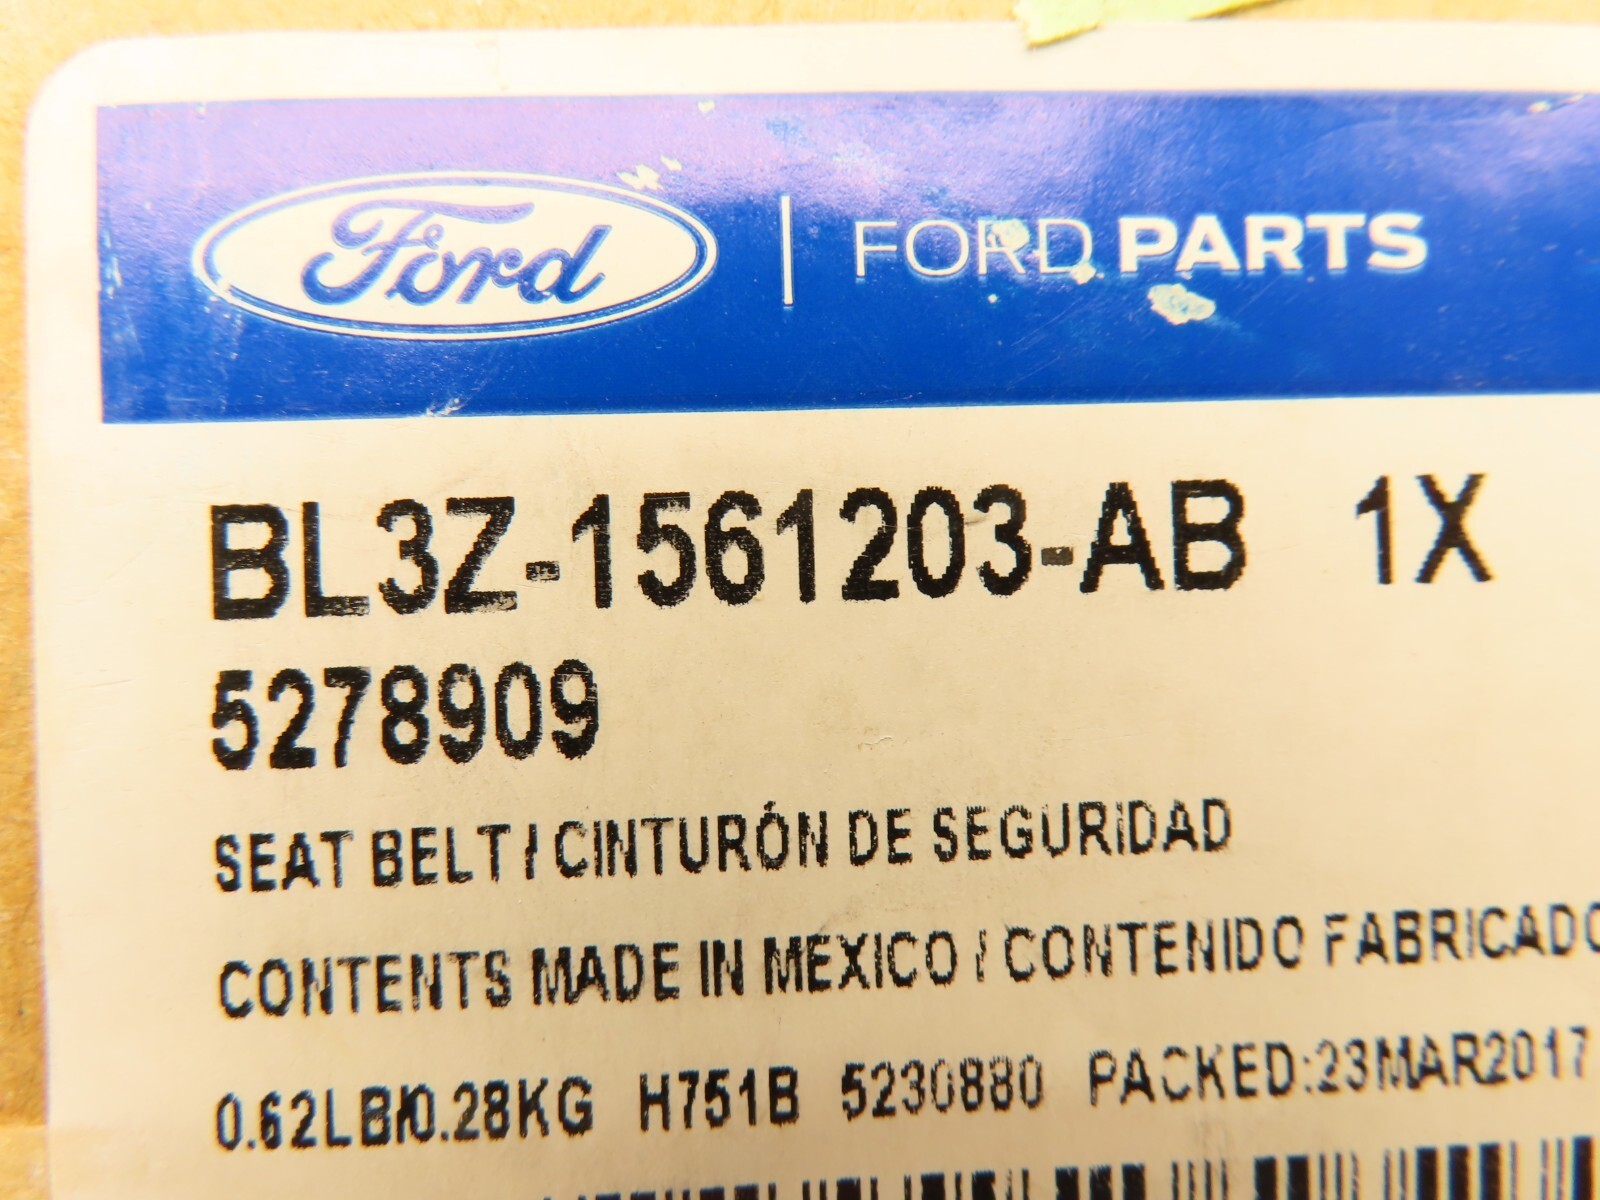 Ford | FORD PARTS
BL3Z-1561203-AB 1X
5278909
SEAT BELT / CINTURÓN DE SEGURIDAD
CONTENTS MADE IN MEXICO / CONTENIDO FABRICADO
0.62LB/0.28KG H751B 5230880 PACKED:23MAR2017